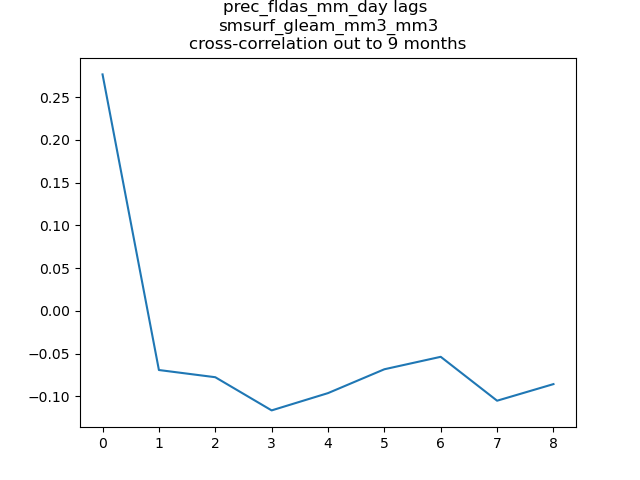 prec_fldas_mm_day lags
smsurf_gleam_mm3_mm3
cross-correlation out to 9 months
0.25
0.20
0.15
0.10
0.05
0.00
−0.05
−0.10
0 1 2 3 4 5 6 7 8